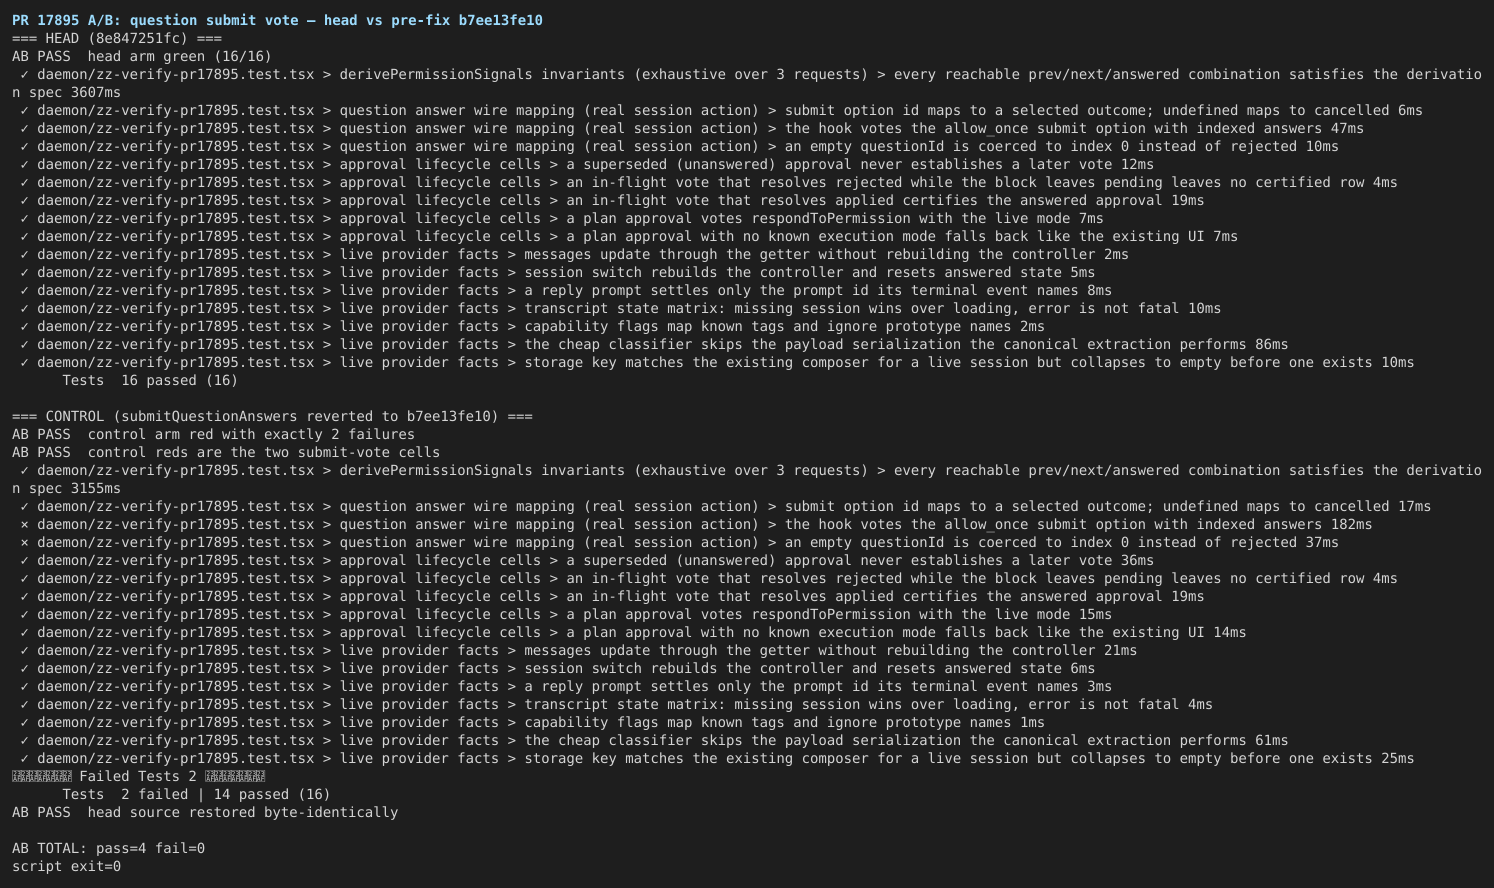 PR 17895 A/B: question submit vote — head vs pre-fix b7ee13fe10
=== HEAD (8e847251fc) ===
AB PASS  head arm green (16/16)
 ✓ daemon/zz-verify-pr17895.test.tsx > derivePermissionSignals invariants (exhaustive over 3 requests) > every reachable prev/next/answered combination satisfies the derivatio
n spec 3607ms
 ✓ daemon/zz-verify-pr17895.test.tsx > question answer wire mapping (real session action) > submit option id maps to a selected outcome; undefined maps to cancelled 6ms
 ✓ daemon/zz-verify-pr17895.test.tsx > question answer wire mapping (real session action) > the hook votes the allow_once submit option with indexed answers 47ms
 ✓ daemon/zz-verify-pr17895.test.tsx > question answer wire mapping (real session action) > an empty questionId is coerced to index 0 instead of rejected 10ms
 ✓ daemon/zz-verify-pr17895.test.tsx > approval lifecycle cells > a superseded (unanswered) approval never establishes a later vote 12ms
 ✓ daemon/zz-verify-pr17895.test.tsx > approval lifecycle cells > an in-flight vote that resolves rejected while the block leaves pending leaves no certified row 4ms
 ✓ daemon/zz-verify-pr17895.test.tsx > approval lifecycle cells > an in-flight vote that resolves applied certifies the answered approval 19ms
 ✓ daemon/zz-verify-pr17895.test.tsx > approval lifecycle cells > a plan approval votes respondToPermission with the live mode 7ms
 ✓ daemon/zz-verify-pr17895.test.tsx > approval lifecycle cells > a plan approval with no known execution mode falls back like the existing UI 7ms
 ✓ daemon/zz-verify-pr17895.test.tsx > live provider facts > messages update through the getter without rebuilding the controller 2ms
 ✓ daemon/zz-verify-pr17895.test.tsx > live provider facts > session switch rebuilds the controller and resets answered state 5ms
 ✓ daemon/zz-verify-pr17895.test.tsx > live provider facts > a reply prompt settles only the prompt id its terminal event names 8ms
 ✓ daemon/zz-verify-pr17895.test.tsx > live provider facts > transcript state matrix: missing session wins over loading, error is not fatal 10ms
 ✓ daemon/zz-verify-pr17895.test.tsx > live provider facts > capability flags map known tags and ignore prototype names 2ms
 ✓ daemon/zz-verify-pr17895.test.tsx > live provider facts > the cheap classifier skips the payload serialization the canonical extraction performs 86ms
 ✓ daemon/zz-verify-pr17895.test.tsx > live provider facts > storage key matches the existing composer for a live session but collapses to empty before one exists 10ms
      Tests  16 passed (16)

=== CONTROL (submitQuestionAnswers reverted to b7ee13fe10) ===
AB PASS  control arm red with exactly 2 failures
AB PASS  control reds are the two submit-vote cells
 ✓ daemon/zz-verify-pr17895.test.tsx > derivePermissionSignals invariants (exhaustive over 3 requests) > every reachable prev/next/answered combination satisfies the derivatio
n spec 3155ms
 ✓ daemon/zz-verify-pr17895.test.tsx > question answer wire mapping (real session action) > submit option id maps to a selected outcome; undefined maps to cancelled 17ms
 × daemon/zz-verify-pr17895.test.tsx > question answer wire mapping (real session action) > the hook votes the allow_once submit option with indexed answers 182ms
 × daemon/zz-verify-pr17895.test.tsx > question answer wire mapping (real session action) > an empty questionId is coerced to index 0 instead of rejected 37ms
 ✓ daemon/zz-verify-pr17895.test.tsx > approval lifecycle cells > a superseded (unanswered) approval never establishes a later vote 36ms
 ✓ daemon/zz-verify-pr17895.test.tsx > approval lifecycle cells > an in-flight vote that resolves rejected while the block leaves pending leaves no certified row 4ms
 ✓ daemon/zz-verify-pr17895.test.tsx > approval lifecycle cells > an in-flight vote that resolves applied certifies the answered approval 19ms
 ✓ daemon/zz-verify-pr17895.test.tsx > approval lifecycle cells > a plan approval votes respondToPermission with the live mode 15ms
 ✓ daemon/zz-verify-pr17895.test.tsx > approval lifecycle cells > a plan approval with no known execution mode falls back like the existing UI 14ms
 ✓ daemon/zz-verify-pr17895.test.tsx > live provider facts > messages update through the getter without rebuilding the controller 21ms
 ✓ daemon/zz-verify-pr17895.test.tsx > live provider facts > session switch rebuilds the controller and resets answered state 6ms
 ✓ daemon/zz-verify-pr17895.test.tsx > live provider facts > a reply prompt settles only the prompt id its terminal event names 3ms
 ✓ daemon/zz-verify-pr17895.test.tsx > live provider facts > transcript state matrix: missing session wins over loading, error is not fatal 4ms
 ✓ daemon/zz-verify-pr17895.test.tsx > live provider facts > capability flags map known tags and ignore prototype names 1ms
 ✓ daemon/zz-verify-pr17895.test.tsx > live provider facts > the cheap classifier skips the payload serialization the canonical extraction performs 61ms
 ✓ daemon/zz-verify-pr17895.test.tsx > live provider facts > storage key matches the existing composer for a live session but collapses to empty before one exists 25ms
Failed Tests 2
      Tests  2 failed | 14 passed (16)
AB PASS  head source restored byte-identically

AB TOTAL: pass=4 fail=0
script exit=0